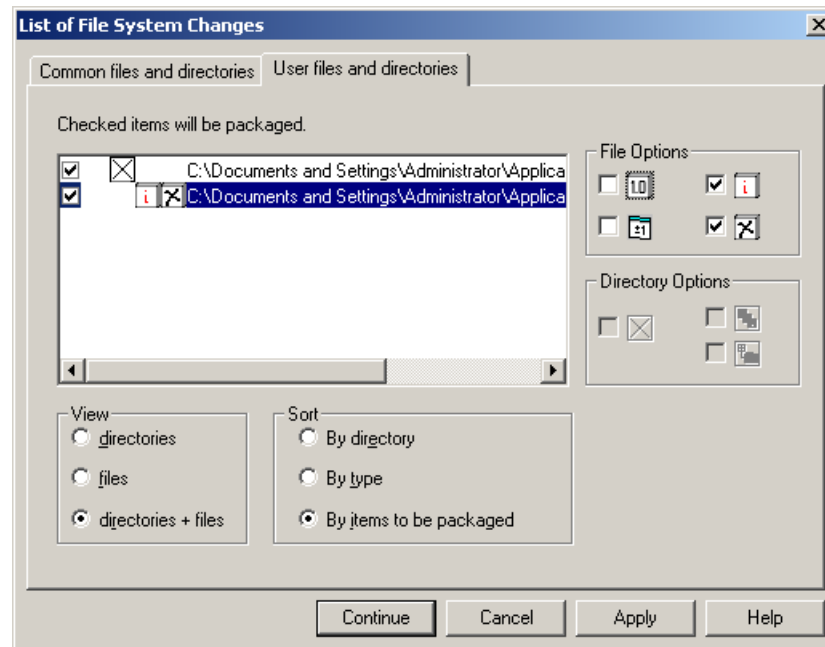 List of File System Changes
Common files and directories
User files and directories
Checked items will be packaged.
C:\Documents and Settings\Administrator\Applica
C:\Documents and Settings\Administrator\Applica
File Options
1.0
i
±1
Directory Options
View
directories
files
directories + files
Sort
By directory
By type
By items to be packaged
Continue
Cancel
Apply
Help